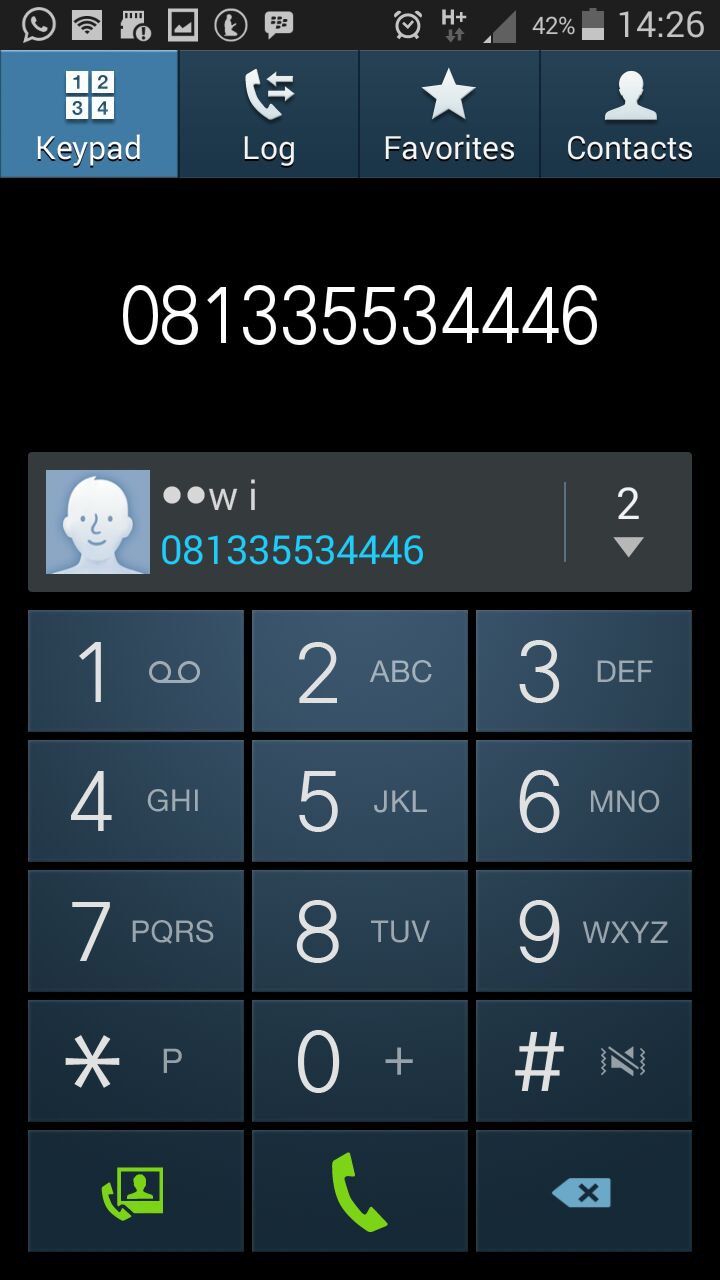 H+ 42% 14:26
1 2
3 4
Keypad Log Favorites Contacts
081335534446
●●w i
081335534446
2
1 2 ABC 3 DEF
4 GHI 5 JKL 6 MNO
7 PQRS 8 TUV 9 WXYZ
* P 0 + #